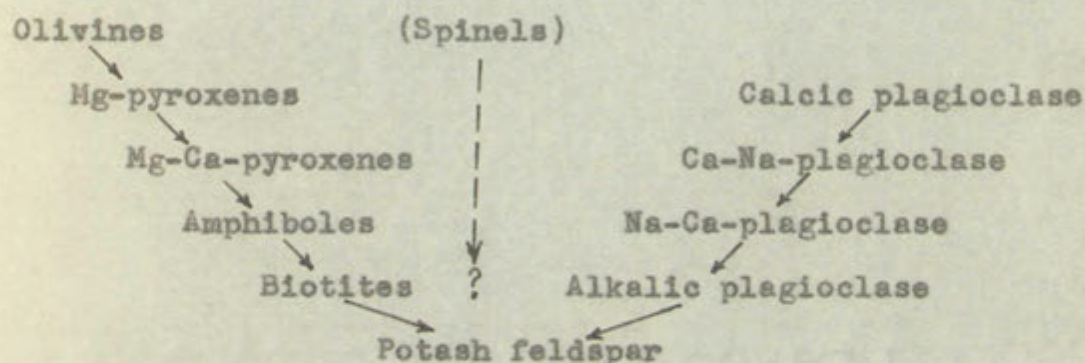 Olivines (Spinels)
Mg-pyroxenes Calcic plagioclase
Mg-Ca-pyroxenes Ca-Na-plagioclase
Amphiboles Na-Ca-plagioclase
Biotites ? Alkalic plagioclase
Potash feldspar